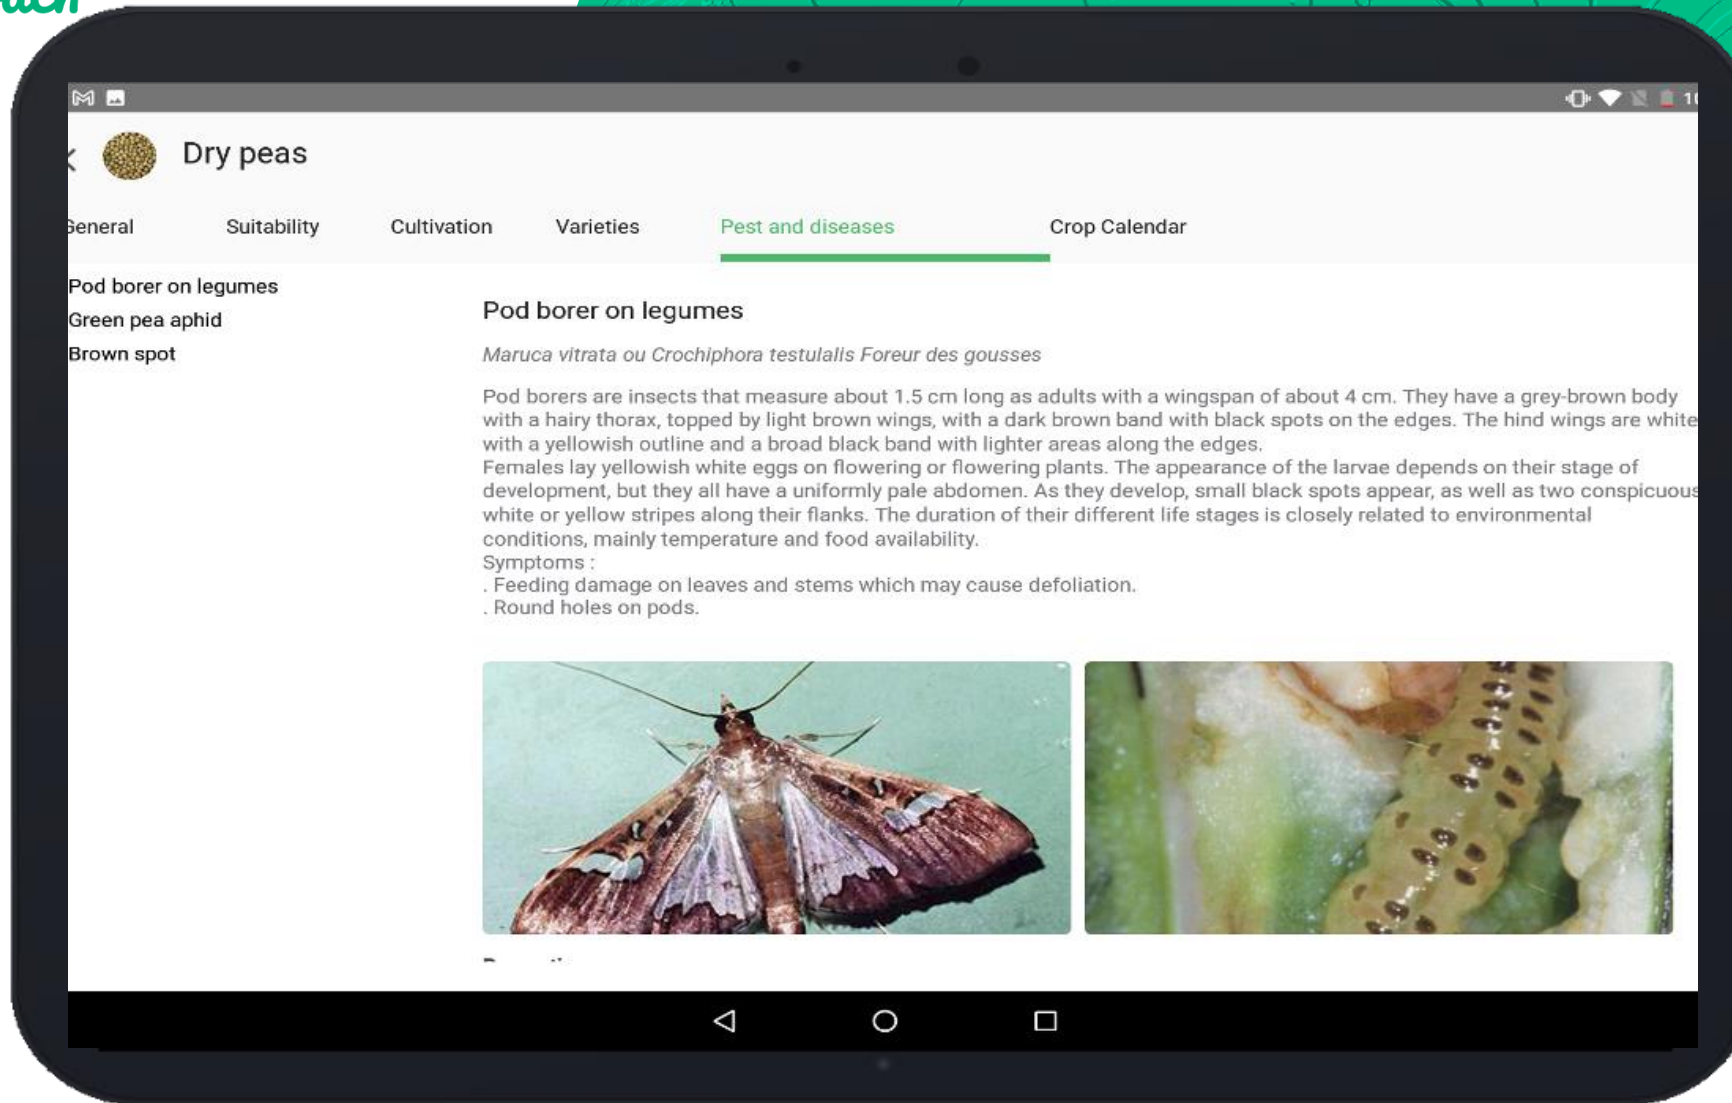 Dry peas
General Suitability Cultivation Varieties Pest and diseases Crop Calendar
Pod borer on legumes
Green pea aphid
Brown spot
Pod borer on legumes
Maruca vitrata ou Crochiphora testulalis Foreur des gousses
Pod borers are insects that measure about 1.5 cm long as adults with a wingspan of about 4 cm. They have a grey-brown body
with a hairy thorax, topped by light brown wings, with a dark brown band with black spots on the edges. The hind wings are white
with a yellowish outline and a broad black band with lighter areas along the edges.
Females lay yellowish white eggs on flowering or flowering plants. The appearance of the larvae depends on their stage of
development, but they all have a uniformly pale abdomen. As they develop, small black spots appear, as well as two conspicuous
white or yellow stripes along their flanks. The duration of their different life stages is closely related to environmental
conditions, mainly temperature and food availability.
Symptoms :
. Feeding damage on leaves and stems which may cause defoliation.
. Round holes on pods.